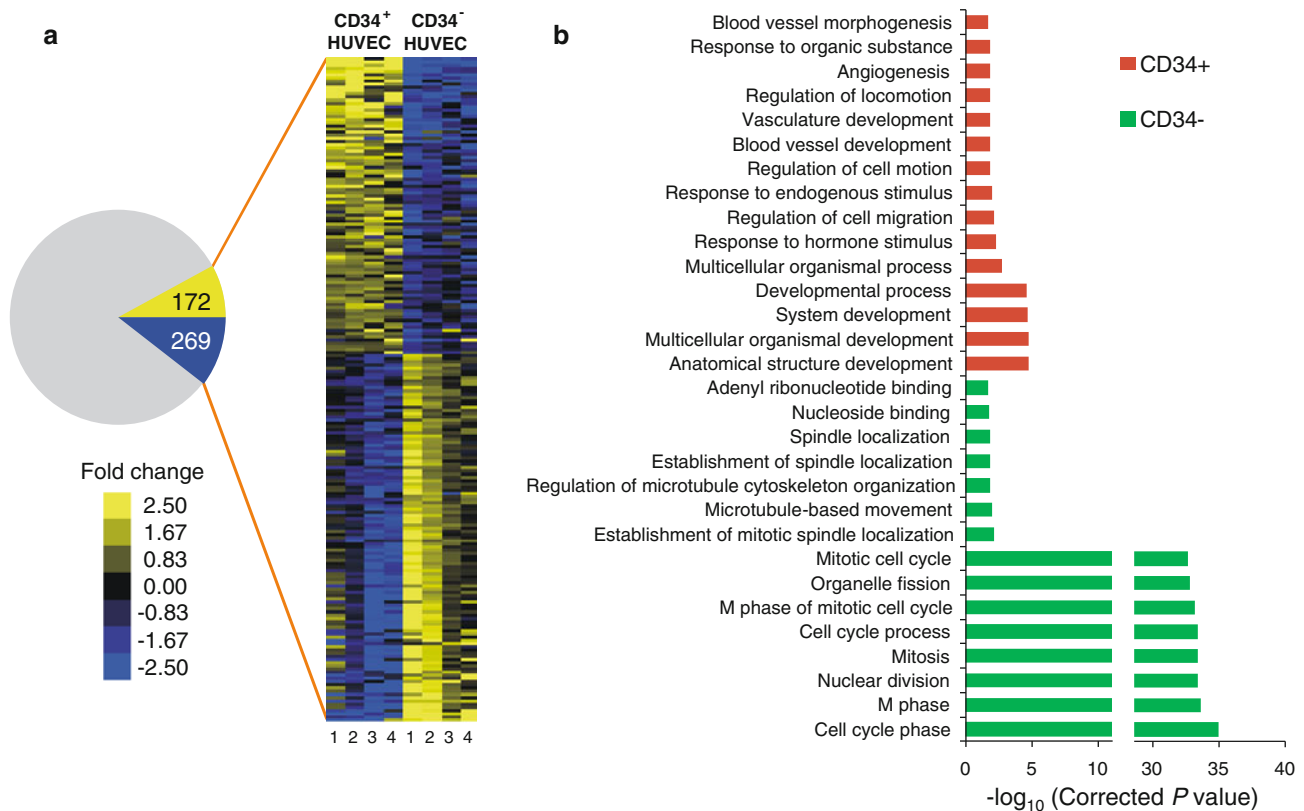 a
CD34+ CD34-
HUVEC HUVEC
172
269
Fold change
2.50
1.67
0.83
0.00
-0.83
-1.67
-2.50
1 2 3 4 1 2 3 4
b
Blood vessel morphogenesis
Response to organic substance
Angiogenesis
Regulation of locomotion
Vasculature development
Blood vessel development
Regulation of cell motion
Response to endogenous stimulus
Regulation of cell migration
Response to hormone stimulus
Multicellular organismal process
Developmental process
System development
Multicellular organismal development
Anatomical structure development
Adenyl ribonucleotide binding
Nucleoside binding
Spindle localization
Establishment of spindle localization
Regulation of microtubule cytoskeleton organization
Microtubule-based movement
Establishment of mitotic spindle localization
Mitotic cell cycle
Organelle fission
M phase of mitotic cell cycle
Cell cycle process
Mitosis
Nuclear division
M phase
Cell cycle phase
CD34+
CD34-
0 5 10 30 35 40
-log10 (Corrected P value)